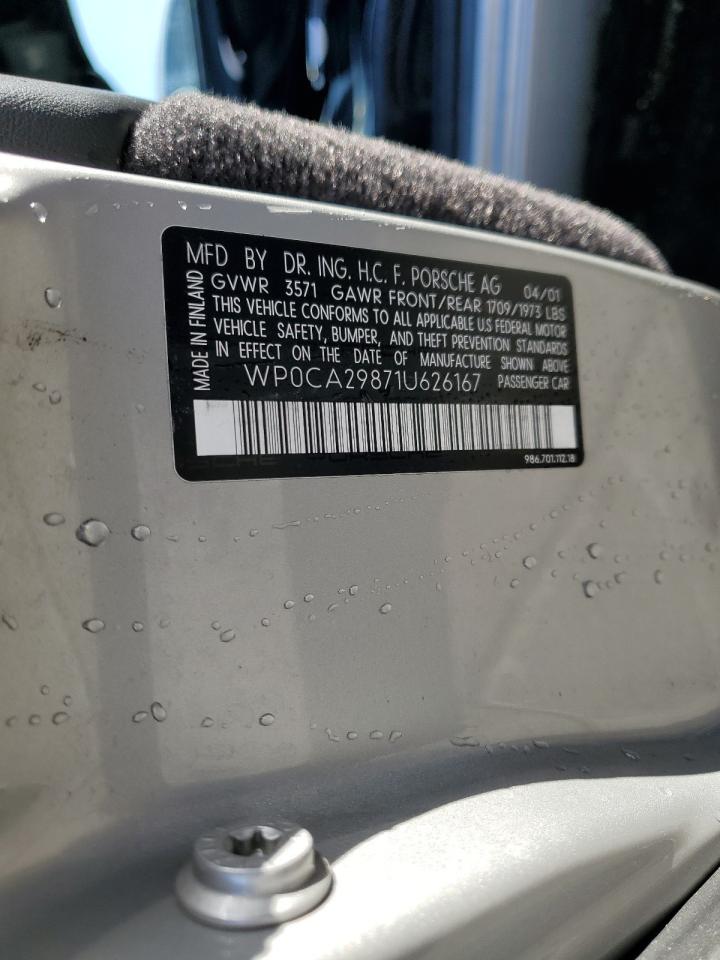 MFD BY DR. ING. H.C. F. PORSCHE AG 04/01
GVWR 3571 GAWR FRONT/REAR 1709/1973 LBS
THIS VEHICLE CONFORMS TO ALL APPLICABLE US FEDERAL MOTOR
VEHICLE SAFETY, BUMPER, AND THEFT PREVENTION STANDARDS
IN EFFECT ON THE DATE OF MANUFACTURE SHOWN ABOVE
WP0CA29871U626167 PASSENGER CAR
MADE IN FINLAND
986.701.112.18